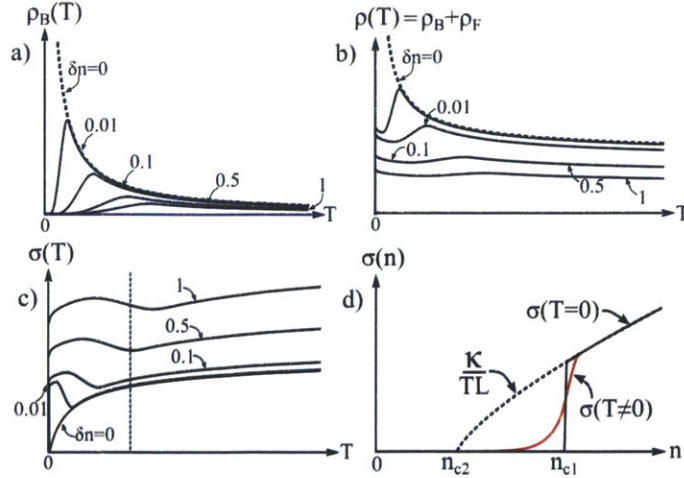 ρB(T)
a)
δn=0
0.01
0.1
0.5
1
0
T
ρ(T) = ρB + ρF
b)
δn=0
0.01
0.1
0.5
1
0
T
σ(T)
c)
1
0.5
0.1
0.01
δn=0
0
T
σ(n)
d)
σ(T=0)
κ
TL
σ(T≠0)
0
nc2
nc1
n